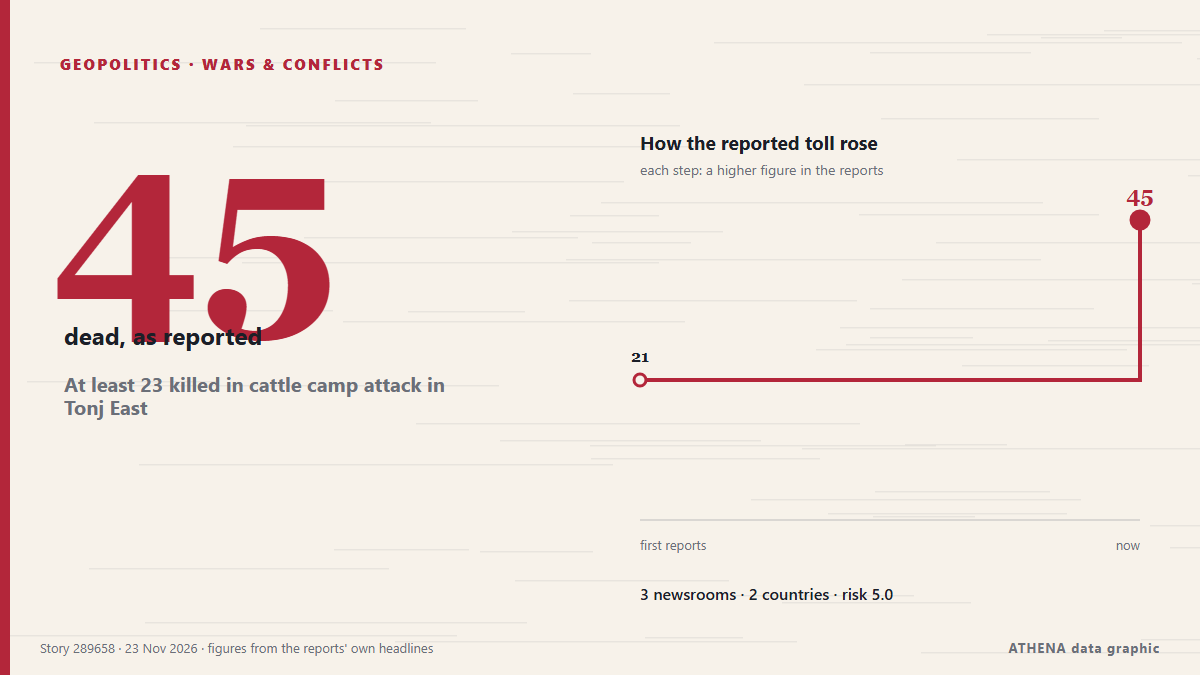 GEOPOLITICS · WARS & CONFLICTS
45
dead, as reported
At least 23 killed in cattle camp attack in
Tonj East
How the reported toll rose
each step: a higher figure in the reports
45
21
first reports
now
3 newsrooms · 2 countries · risk 5.0
Story 289658 · 23 Nov 2026 · figures from the reports' own headlines
ATHENA data graphic